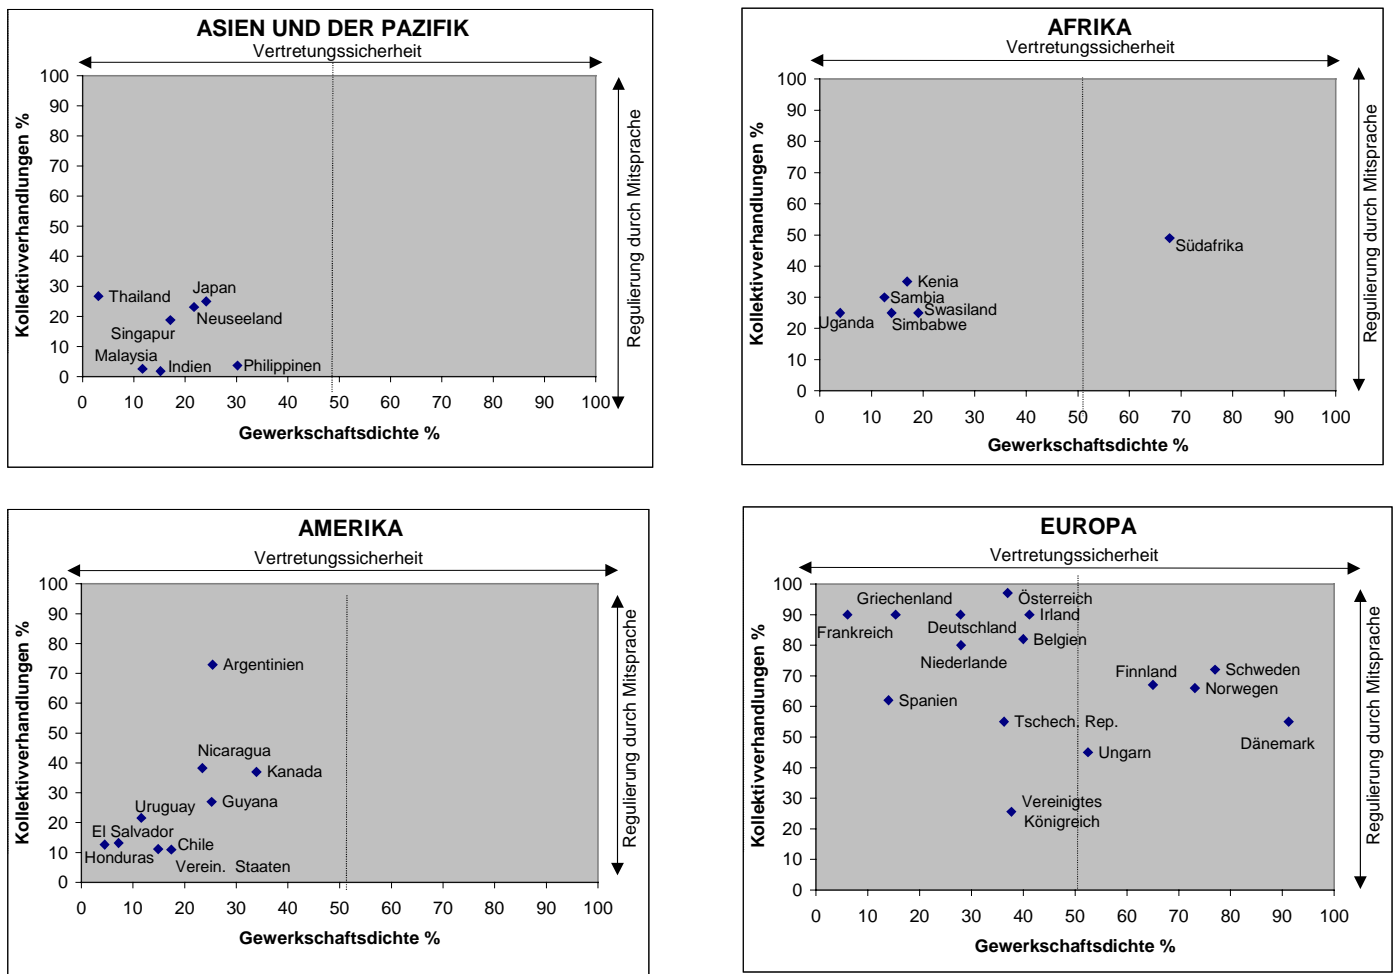 ASIEN UND DER PAZIFIK
Vertretungssicherheit
Kollektivverhandlungen %
100
90
80
70
60
50
40
30
20
10
0
Thailand
Japan
Neuseeland
Singapur
Malaysia
Indien
Philippinen
0 10 20 30 40 50 60 70 80 90 100
Gewerkschaftsdichte %
Regulierung durch Mitsprache
AFRIKA
Vertretungssicherheit
Kollektivverhandlungen %
100
90
80
70
60
50
40
30
20
10
0
Südafrika
Kenia
Sambia
Swasiland
Uganda
Simbabwe
0 10 20 30 40 50 60 70 80 90 100
Gewerkschaftsdichte %
Regulierung durch Mitsprache
AMERIKA
Vertretungssicherheit
Kollektivverhandlungen %
100
90
80
70
60
50
40
30
20
10
0
Argentinien
Nicaragua
Kanada
Guyana
Uruguay
El Salvador
Honduras
Chile
Verein. Staaten
0 10 20 30 40 50 60 70 80 90 100
Gewerkschaftsdichte %
Regulierung durch Mitsprache
EUROPA
Vertretungssicherheit
Kollektivverhandlungen %
100
90
80
70
60
50
40
30
20
10
0
Griechenland
Österreich
Frankreich
Deutschland
Irland
Belgien
Niederlande
Finnland
Schweden
Norwegen
Spanien
Tschech. Rep.
Dänemark
Ungarn
Vereinigtes
Königreich
0 10 20 30 40 50 60 70 80 90 100
Gewerkschaftsdichte %
Regulierung durch Mitsprache